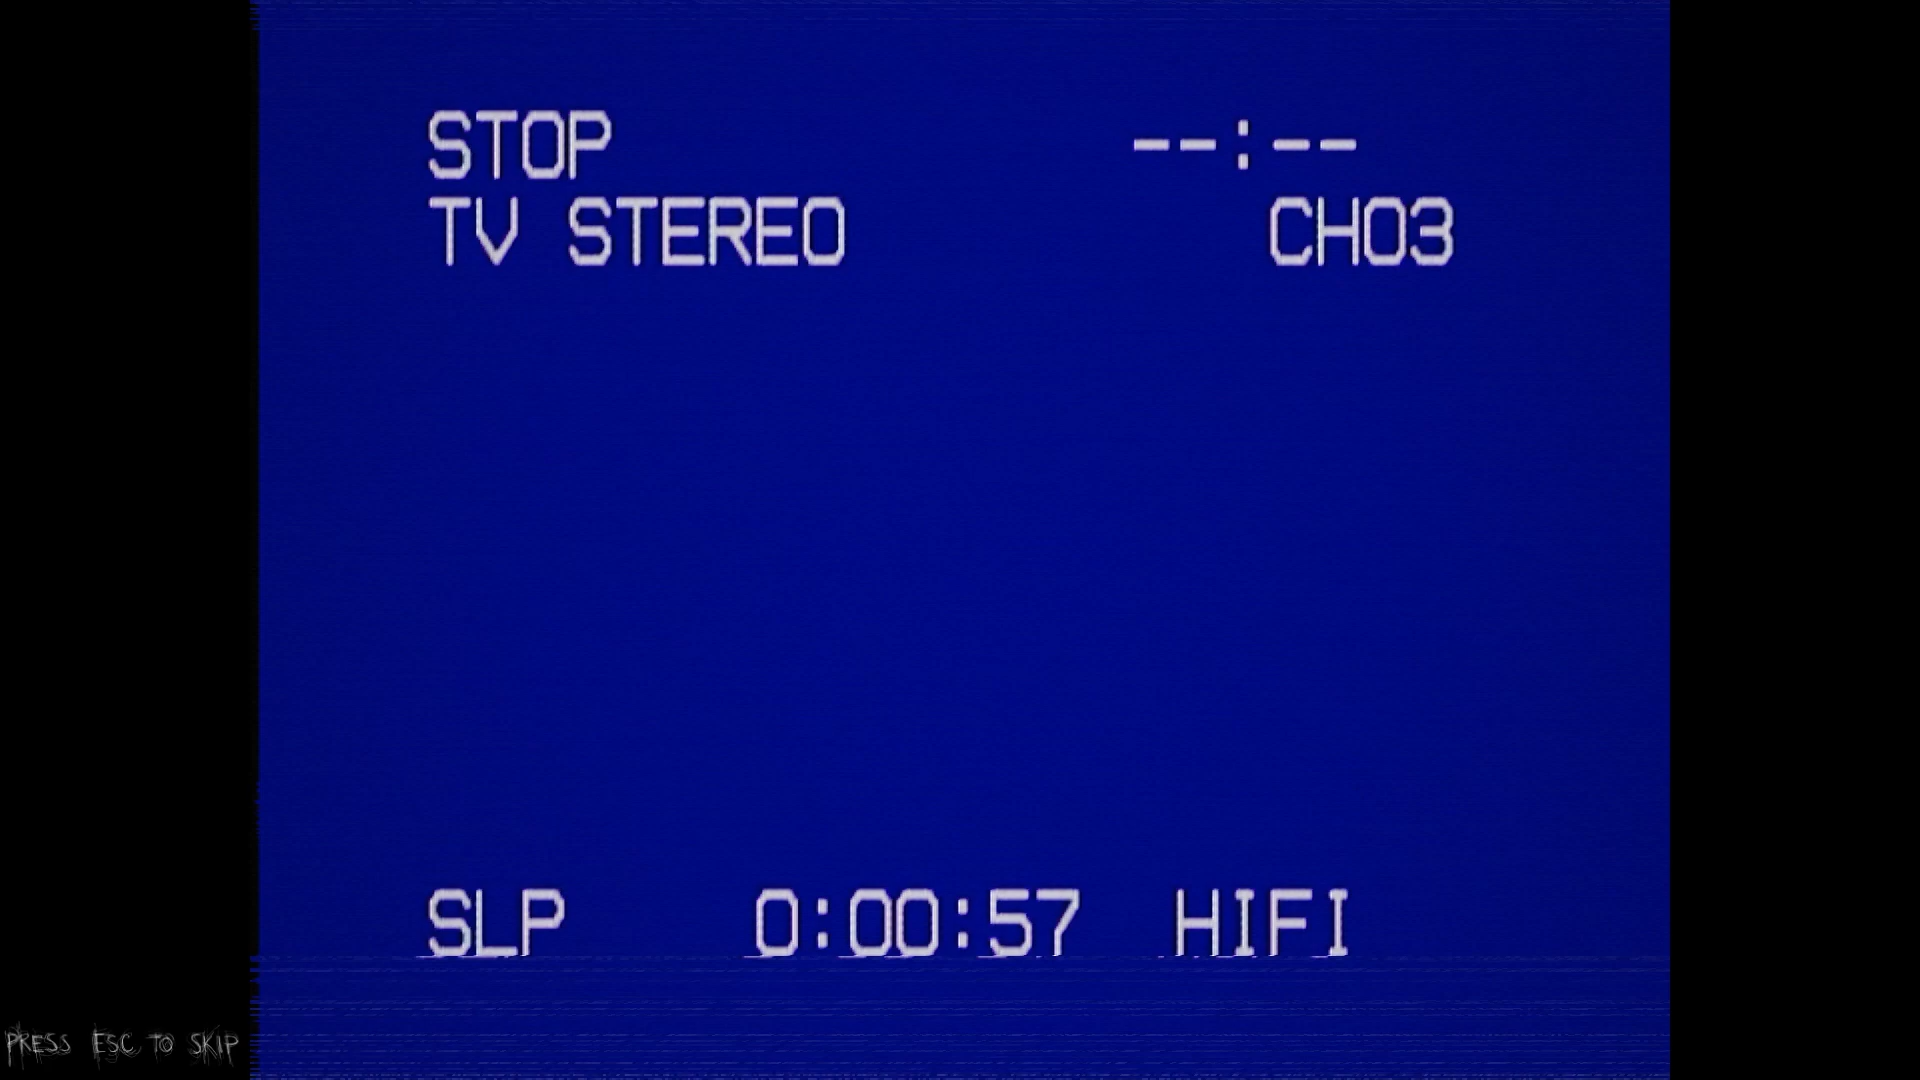 STOP --:--
TV STEREO CH03
SLP 0:00:57 HIFI
PRESS ESC TO SKIP